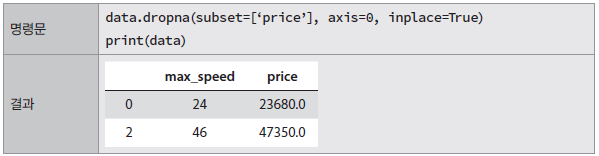 명령문
data.dropna(subset=[‘price’], axis=0, inplace=True)
print(data)
결과
max_speed price
0 24 23680.0
2 46 47350.0